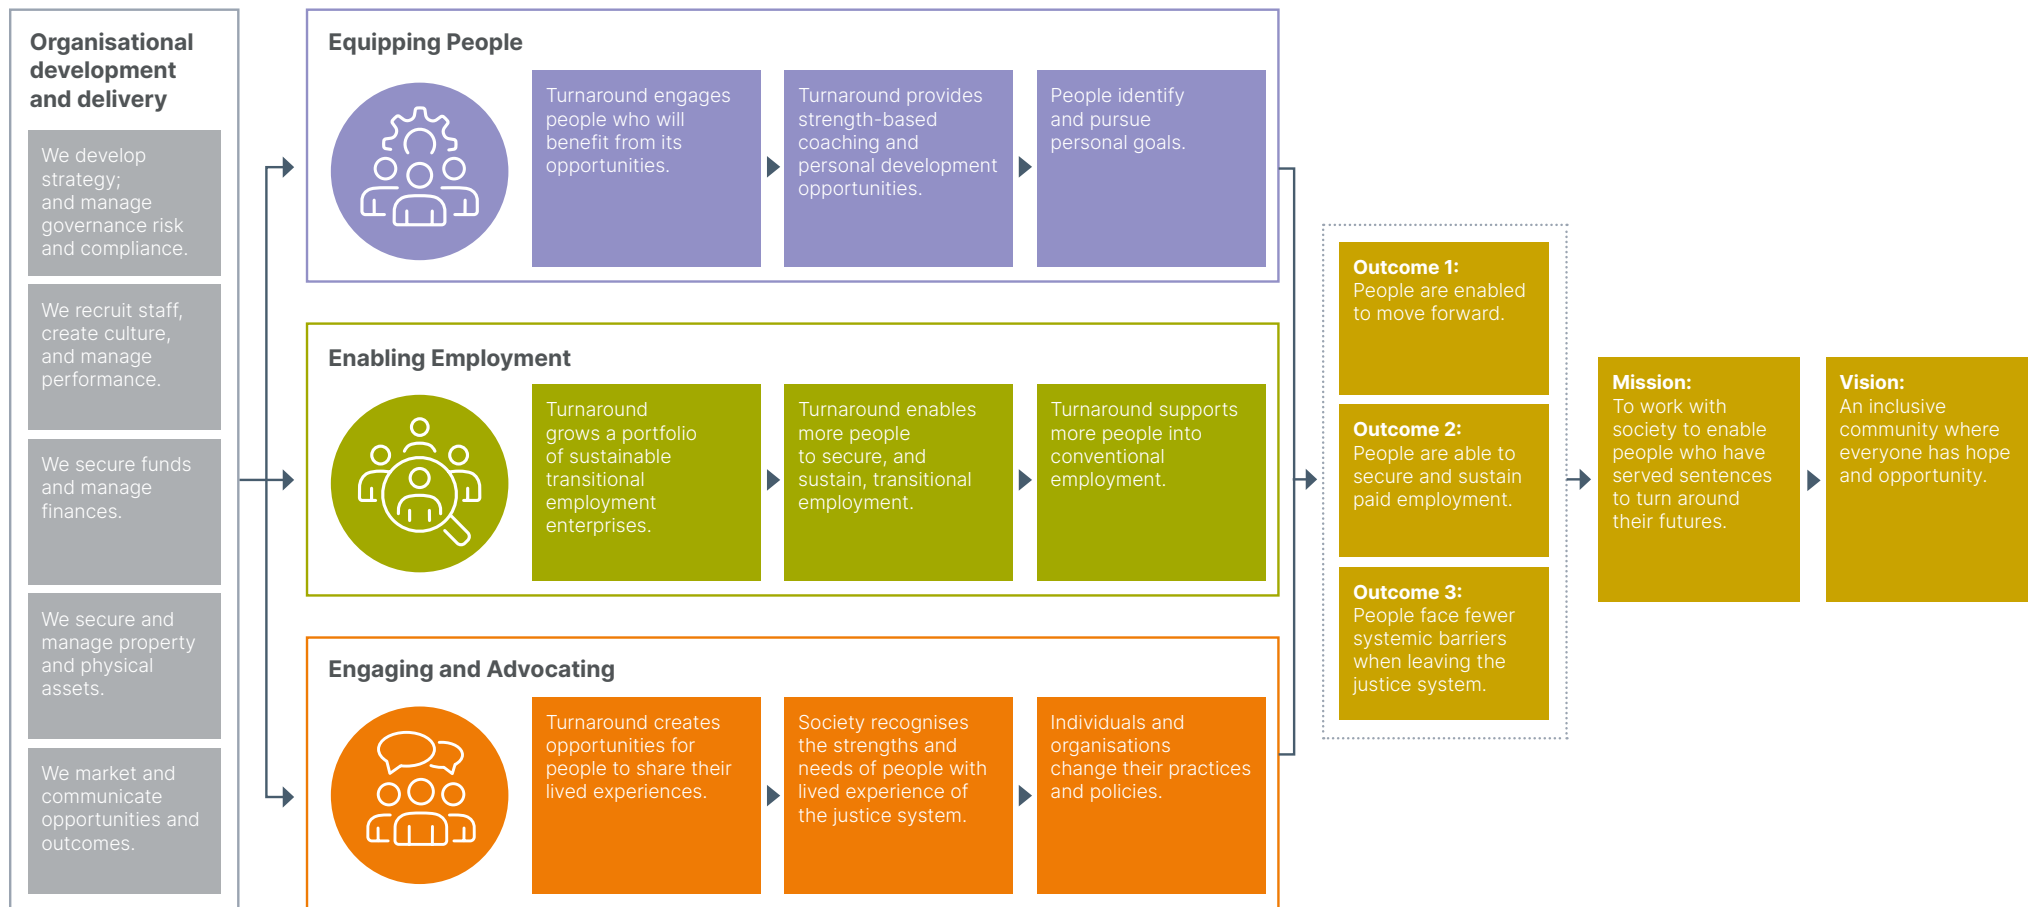 Organisational
development
and delivery
We develop
strategy;
and manage
governance risk
and compliance.
We recruit staff,
create culture,
and manage
performance.
We secure funds
and manage
finances.
We secure and
manage property
and physical
assets.
We market and
communicate
opportunities and
outcomes.
Equipping People
Turnaround engages
people who will
benefit from its
opportunities.
Turnaround provides
strength-based
coaching and
personal development
opportunities.
People identify
and pursue
personal goals.
Enabling Employment
Turnaround
grows a portfolio
of sustainable
transitional
employment
enterprises.
Turnaround enables
more people
to secure, and
sustain, transitional
employment.
Turnaround supports
more people into
conventional
employment.
Engaging and Advocating
Turnaround creates
opportunities for
people to share their
lived experiences.
Society recognises
the strengths and
needs of people with
lived experience of
the justice system.
Individuals and
organisations
change their practices
and policies.
Outcome 1:
People are enabled
to move forward.
Outcome 2:
People are able to
secure and sustain
paid employment.
Outcome 3:
People face fewer
systemic barriers
when leaving the
justice system.
Mission:
To work with
society to enable
people who have
served sentences
to turn around
their futures.
Vision:
An inclusive
community where
everyone has hope
and opportunity.